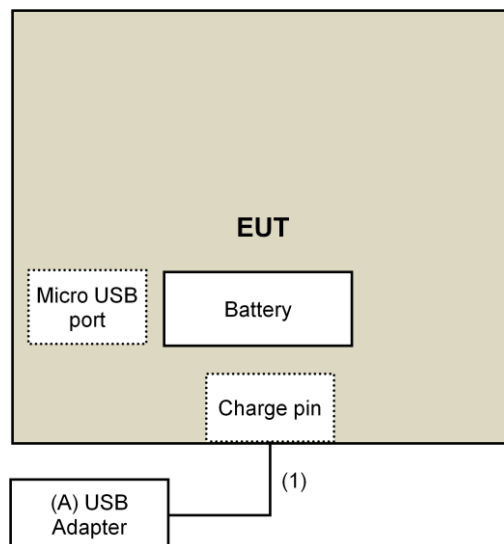 EUT
Micro USB
port
Battery
Charge pin
(1)
(A) USB
Adapter